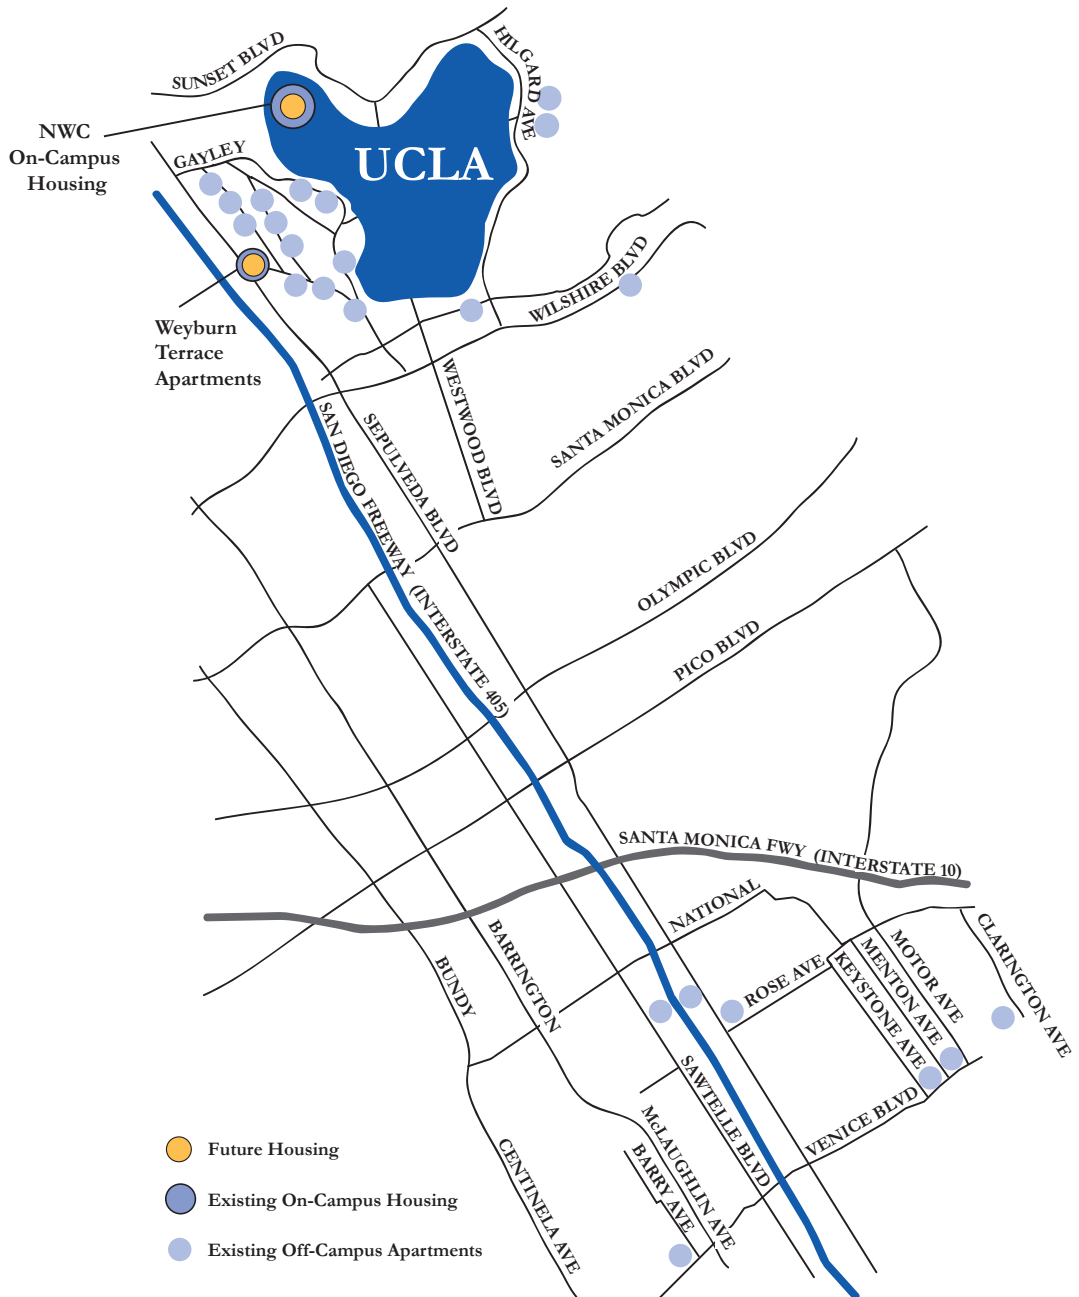 SUNSET BLVD
HILGARD AVE
NWC
On-Campus
Housing
GAYLEY
UCLA
WILSHIRE BLVD
Weyburn
Terrace
Apartments
WESTWOOD BLVD
SANTA MONICA BLVD
SAN DIEGO FREEWAY (INTERSTATE 405)
SEPULVEDA BLVD
OLYMPIC BLVD
PICO BLVD
SANTA MONICA FWY (INTERSTATE 10)
NATIONAL
BARRINGTON
BUNDY
ROSE AVE
KEYSTONE AVE
MENTON AVE
MOTOR AVE
CLARINGTON AVE
SAWTELLE BLVD
VENICE BLVD
McLAUGHLIN AVE
BARRY AVE
CENTINELA AVE
Future Housing
Existing On-Campus Housing
Existing Off-Campus Apartments